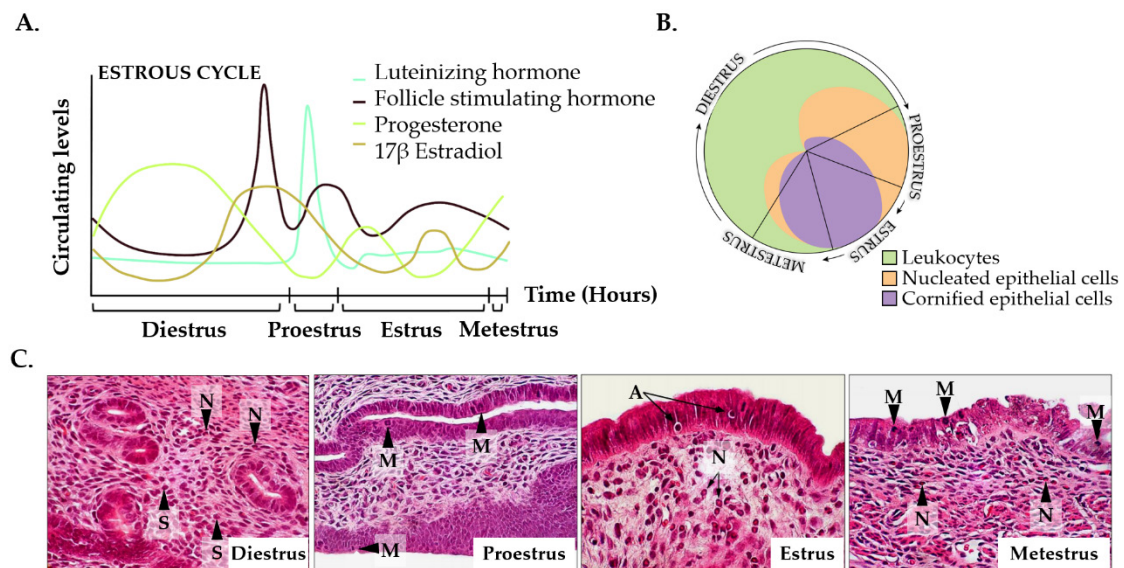 A.
ESTROUS CYCLE
Luteinizing hormone
Follicle stimulating hormone
Progesterone
17β Estradiol
Circulating levels
Time (Hours)
Diestrus
Proestrus
Estrus
Metestrus
B.
DIESTRUS
PROESTRUS
ESTRUS
METESTRUS
Leukocytes
Nucleated epithelial cells
Cornified epithelial cells
C.
N
N
S
S
Diestrus
M
M
M
Proestrus
A
N
Estrus
M
M
M
N
N
Metestrus